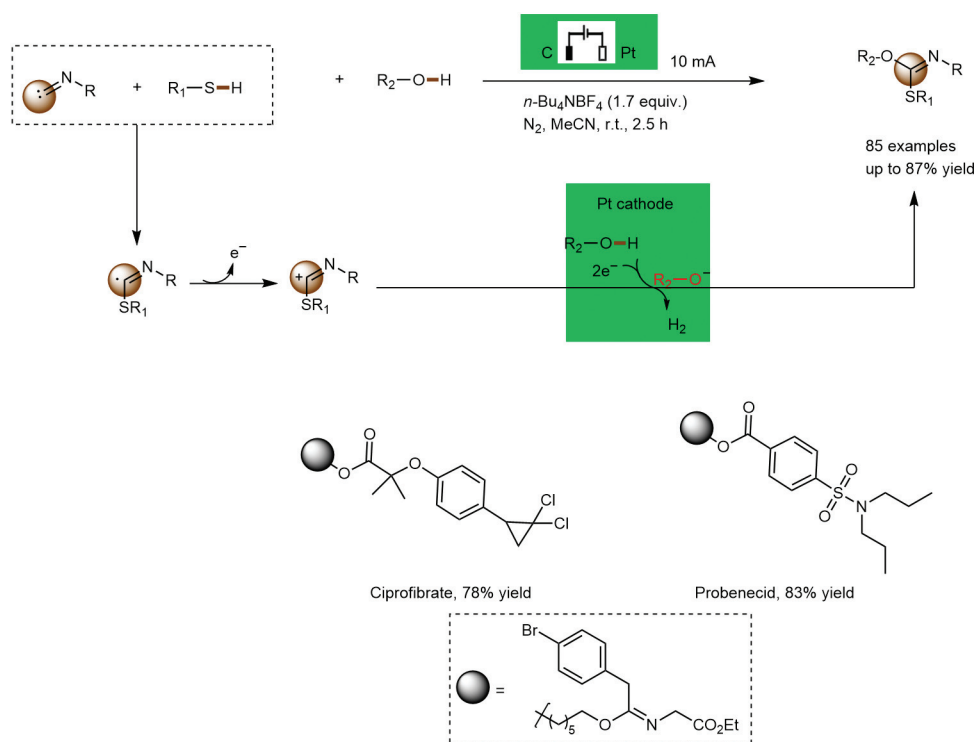 C Pt
10 mA
N
R
+
R1–S–H
+
R2–O–H
n-Bu4NBF4 (1.7 equiv.)
N2, MeCN, r.t., 2.5 h
R2-O
N
R
SR1
85 examples
up to 87% yield
Pt cathode
R2–O–H
2e−
R2–O−
H2
N
R
SR1
e−
+
N
R
SR1
O
O
O
Cl
Cl
Ciprofibrate, 78% yield
O
O
O
S
O
N
Probenecid, 83% yield
=
Br
( )5
O
N
CO2Et